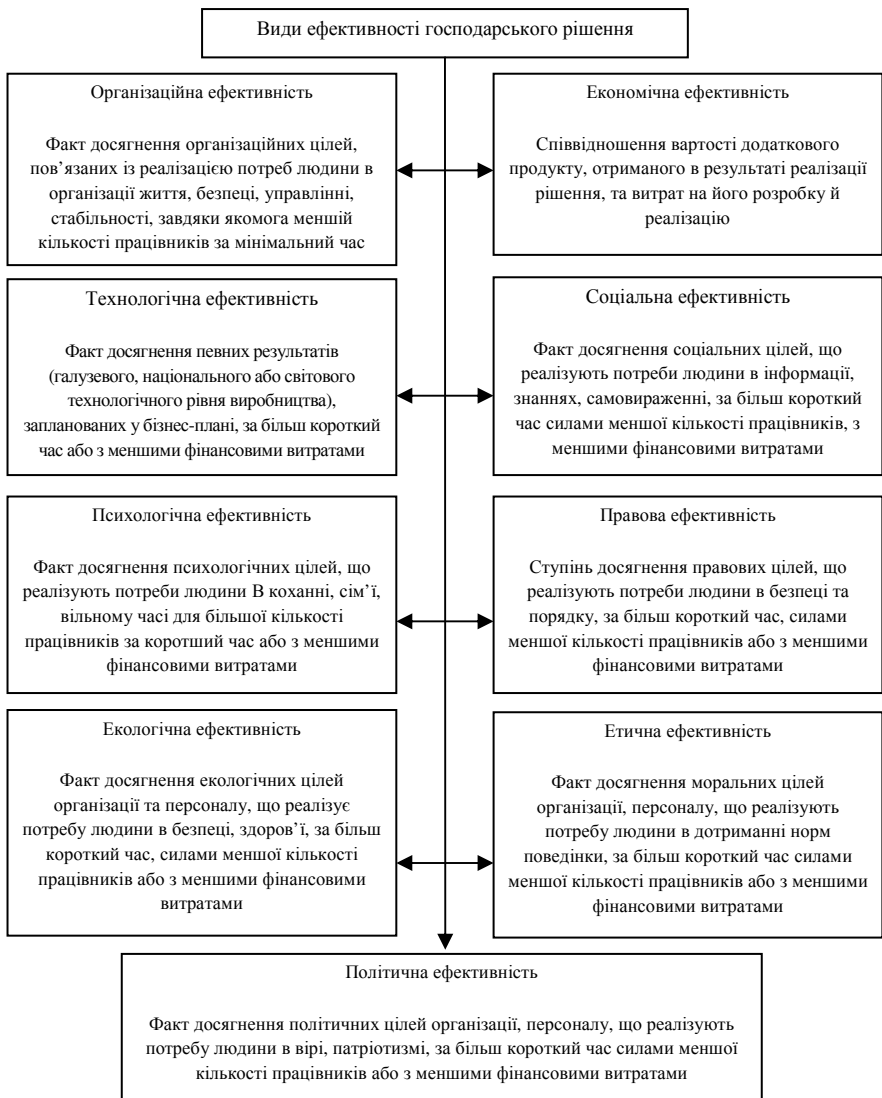 Види ефективності господарського рішення
Організаційна ефективність
Факт досягнення організаційних цілей,
пов’язаних із реалізацією потреб людини в
організації життя, безпеці, управлінні,
стабільності, завдяки якомога меншій
кількості працівників за мінімальний час
Економічна ефективність
Співвідношення вартості додаткового
продукту, отриманого в результаті реалізації
рішення, та витрат на його розробку й
реалізацію
Технологічна ефективність
Факт досягнення певних результатів
(галузевого, національного або світового
технологічного рівня виробництва),
запланованих у бізнес-плані, за більш короткий
час або з меншими фінансовими витратами
Соціальна ефективність
Факт досягнення соціальних цілей, що
реалізують потреби людини в інформації,
знаннях, самовираженні, за більш короткий
час силами меншої кількості працівників, з
меншими фінансовими витратами
Психологічна ефективність
Факт досягнення психологічних цілей, що
реалізують потреби людини В коханні, сім’ї,
вільному часі для більшої кількості
працівників за коротший час або з меншими
фінансовими витратами
Правова ефективність
Ступінь досягнення правових цілей, що
реалізують потреби людини в безпеці та
порядку, за більш короткий час, силами
меншої кількості працівників або з меншими
фінансовими витратами
Екологічна ефективність
Факт досягнення екологічних цілей
організації та персоналу, що реалізує
потребу людини в безпеці, здоров’ї, за більш
короткий час, силами меншої кількості
працівників або з меншими фінансовими
витратами
Етична ефективність
Факт досягнення моральних цілей
організації, персоналу, що реалізують
потребу людини в дотриманні норм
поведінки, за більш короткий час силами
меншої кількості працівників або з меншими
фінансовими витратами
Політична ефективність
Факт досягнення політичних цілей організації, персоналу, що реалізують
потребу людини в вірі, патріотизмі, за більш короткий час силами меншої
кількості працівників або з меншими фінансовими витратами